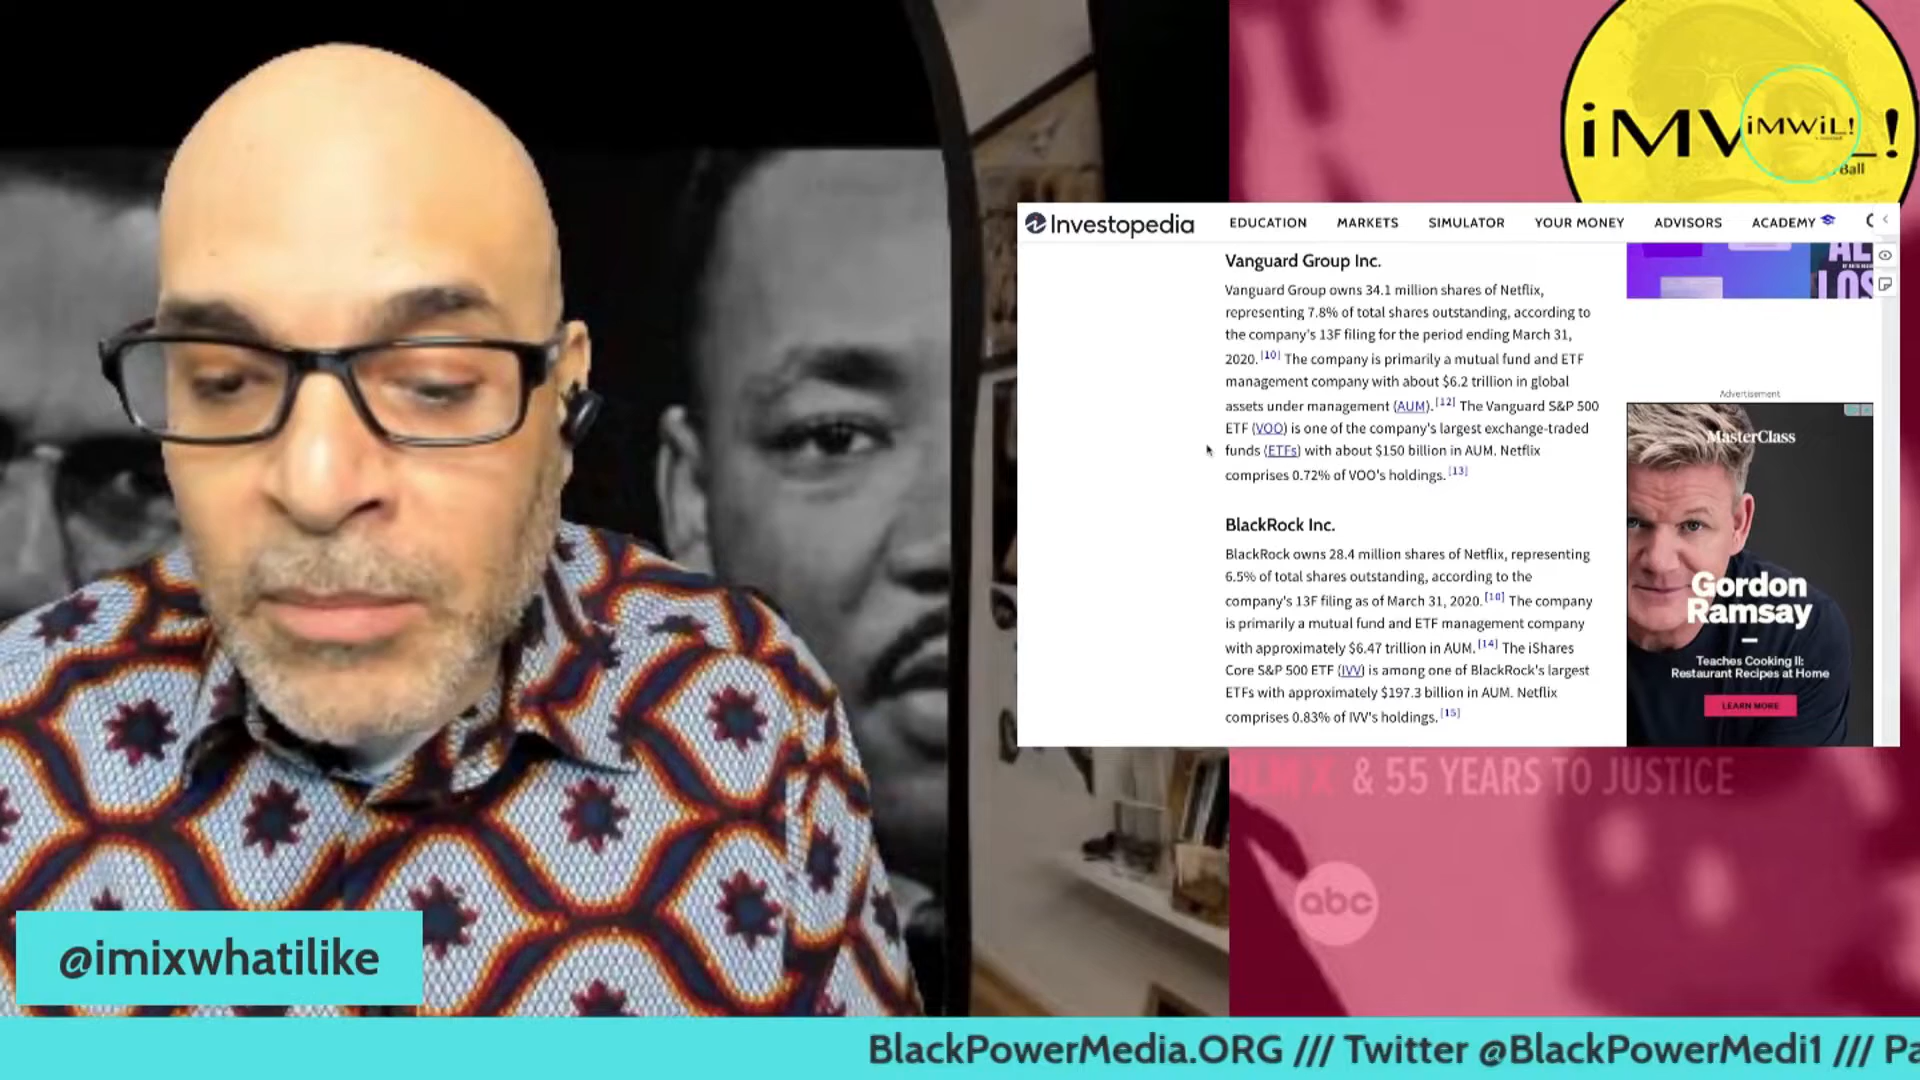 iMV
iMWiL!
!
Ball
Investopedia
EDUCATION MARKETS SIMULATOR YOUR MONEY ADVISORS ACADEMY
Vanguard Group Inc.
Vanguard Group owns 34.1 million shares of Netflix,
representing 7.8% of total shares outstanding, according to
the company's 13F filing for the period ending March 31,
2020. [10] The company is primarily a mutual fund and ETF
management company with about $6.2 trillion in global
assets under management (AUM). [12] The Vanguard S&P 500
ETF (VOO) is one of the company's largest exchange-traded
funds (ETFs) with about $150 billion in AUM. Netflix
comprises 0.72% of VOO's holdings. [13]
BlackRock Inc.
BlackRock owns 28.4 million shares of Netflix, representing
6.5% of total shares outstanding, according to the
company's 13F filing as of March 31, 2020. [10] The company
is primarily a mutual fund and ETF management company
with approximately $6.47 trillion in AUM. [14] The iShares
Core S&P 500 ETF (IVV) is among one of BlackRock's largest
ETFs with approximately $197.3 billion in AUM. Netflix
comprises 0.83% of IVV's holdings. [15]
Advertisement
MasterClass
Gordon
Ramsay
Teaches Cooking II:
Restaurant Recipes at Home
LEARN MORE
OLM X & 55 YEARS TO JUSTICE
abc
@imixwhatilike
BlackPowerMedia.ORG /// Twitter @BlackPowerMedi1 /// Pa